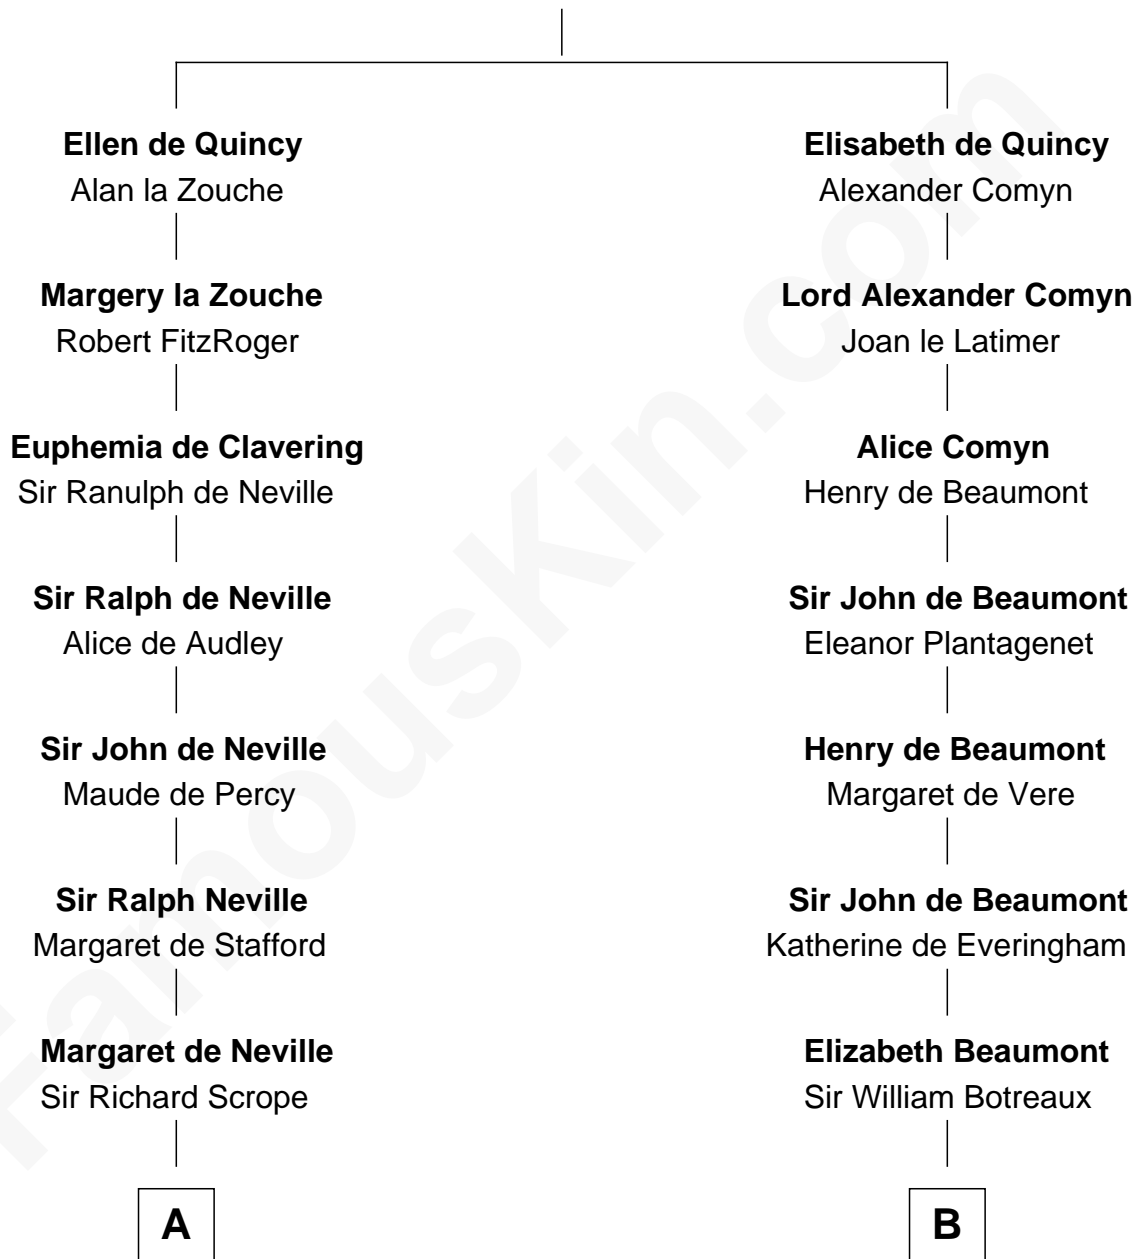 Ellen de Quincy
Alan la Zouche
Margery la Zouche
Robert FitzRoger
Euphemia de Clavering
Sir Ranulph de Neville
Sir Ralph de Neville
Alice de Audley
Sir John de Neville
Maude de Percy
Sir Ralph Neville
Margaret de Stafford
Margaret de Neville
Sir Richard Scrope
A
Elisabeth de Quincy
Alexander Comyn
Lord Alexander Comyn
Joan le Latimer
Alice Comyn
Henry de Beaumont
Sir John de Beaumont
Eleanor Plantagenet
Henry de Beaumont
Margaret de Vere
Sir John de Beaumont
Katherine de Everingham
Elizabeth Beaumont
Sir William Botreaux
B
FamousKin.com